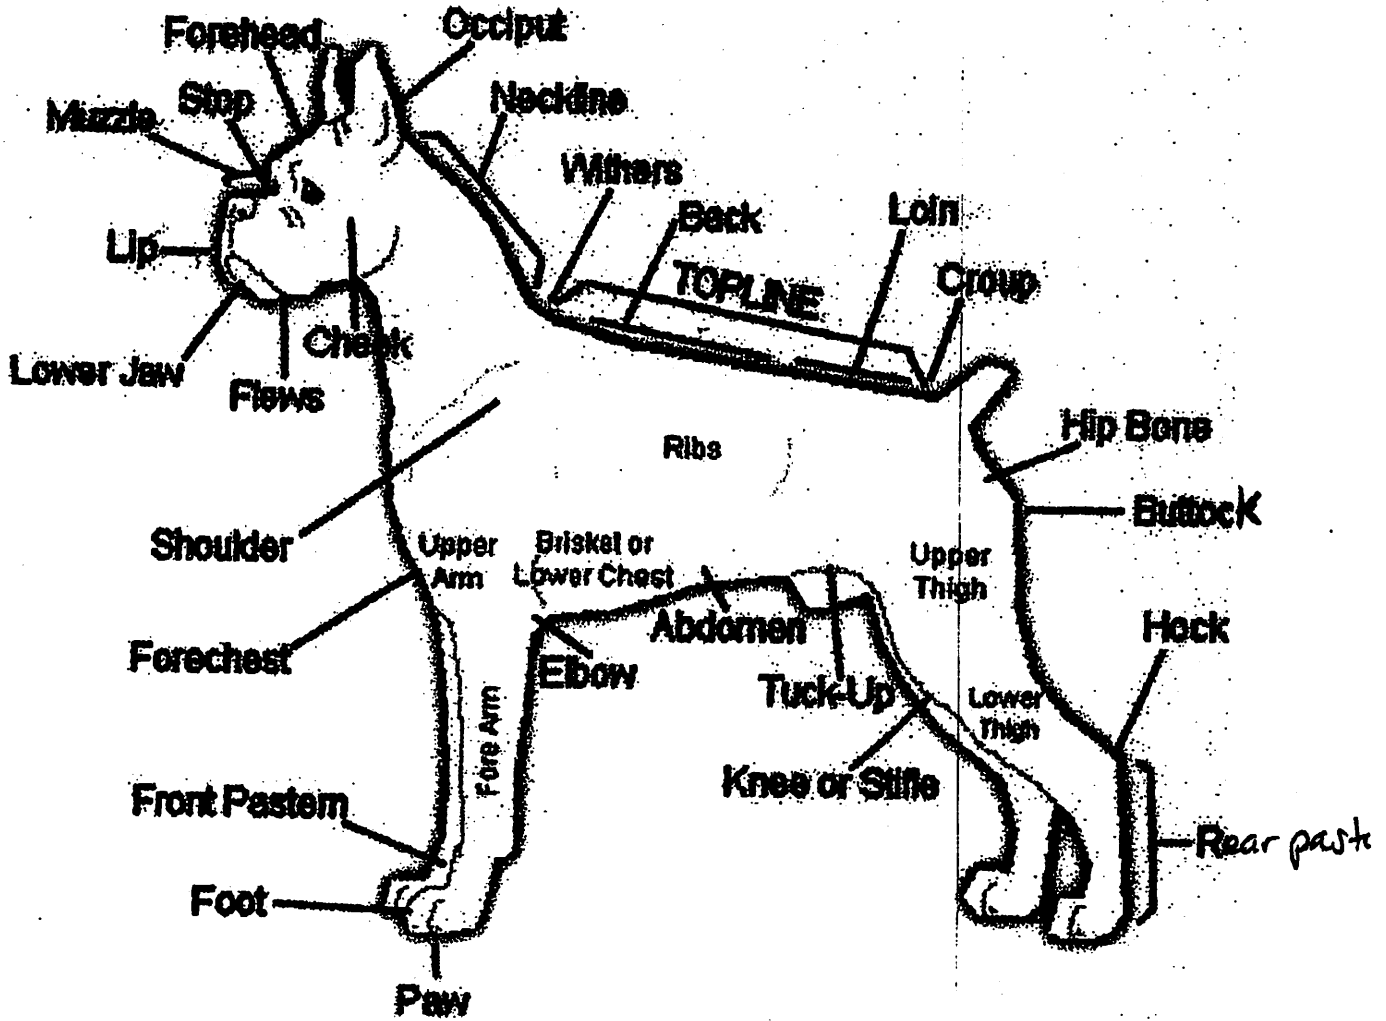 Forehead
Occiput
Stop
Neckline
Muzzle
Withers
Back
Loin
Lip
TOPLINE
Croup
Cheek
Lower Jaw
Flews
Hip Bone
Ribs
Buttock
Shoulder
Upper
Arm
Brisket or
Lower Chest
Upper
Thigh
Abdomen
Hock
Forechest
Elbow
Tuck-Up
Lower
Thigh
Fore Arm
Knee or Stifle
Front Pastern
Rear past
Foot
Paw